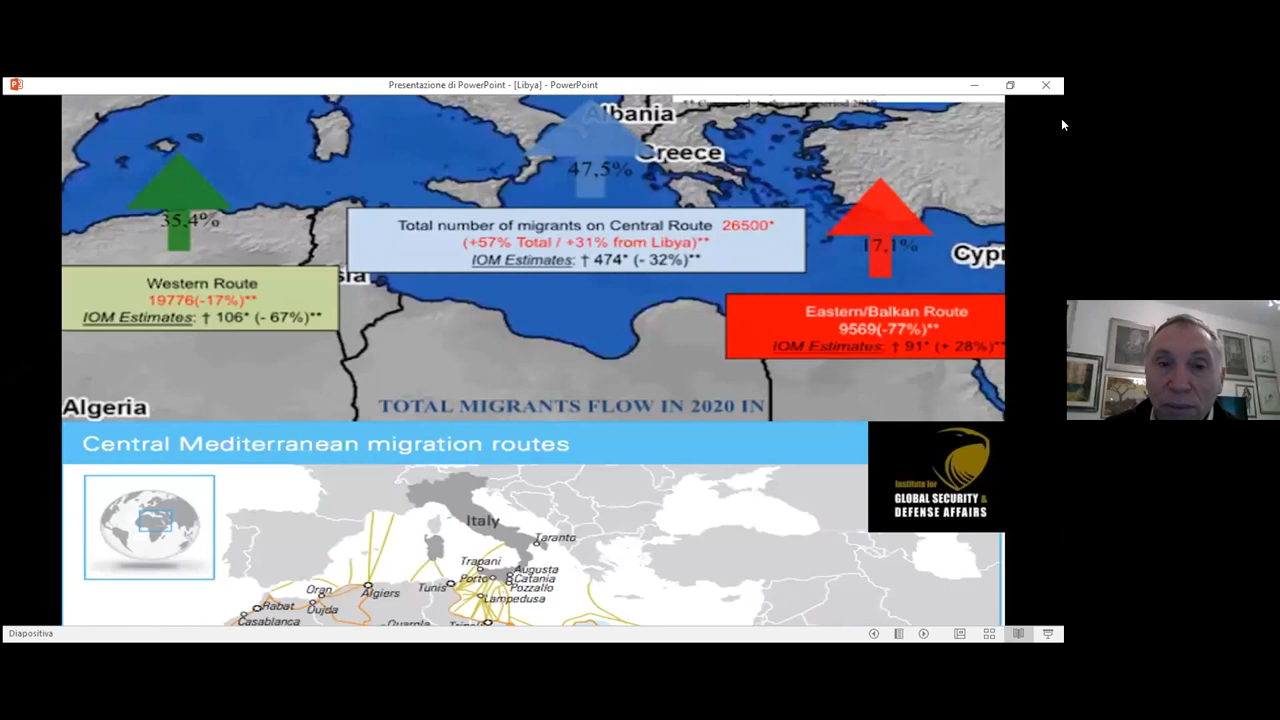 Presentazione di PowerPoint - [Libya] - PowerPoint
Albania
Greece
47,5%
35,4%
17,1%
Cypr
Total number of migrants on Central Route 26500*
(+57% Total / +31% from Libya)**
IOM Estimates: † 474* (- 32%)**
Western Route
19776(-17%)**
IOM Estimates: † 106* (- 67%)**
Eastern/Balkan Route
9569(-77%)**
IOM Estimates: † 91* (+ 28%)**
Algeria
TOTAL MIGRANTS FLOW IN 2020 IN
Central Mediterranean migration routes
Institute for
GLOBAL SECURITY &
DEFENSE AFFAIRS
Italy
Taranto
Trapani
Augusta
Catania
Porto
Pozzallo
Tunis
Lampedusa
Oran
Algiers
Rabat
Oujda
Casablanca
Diapositiva